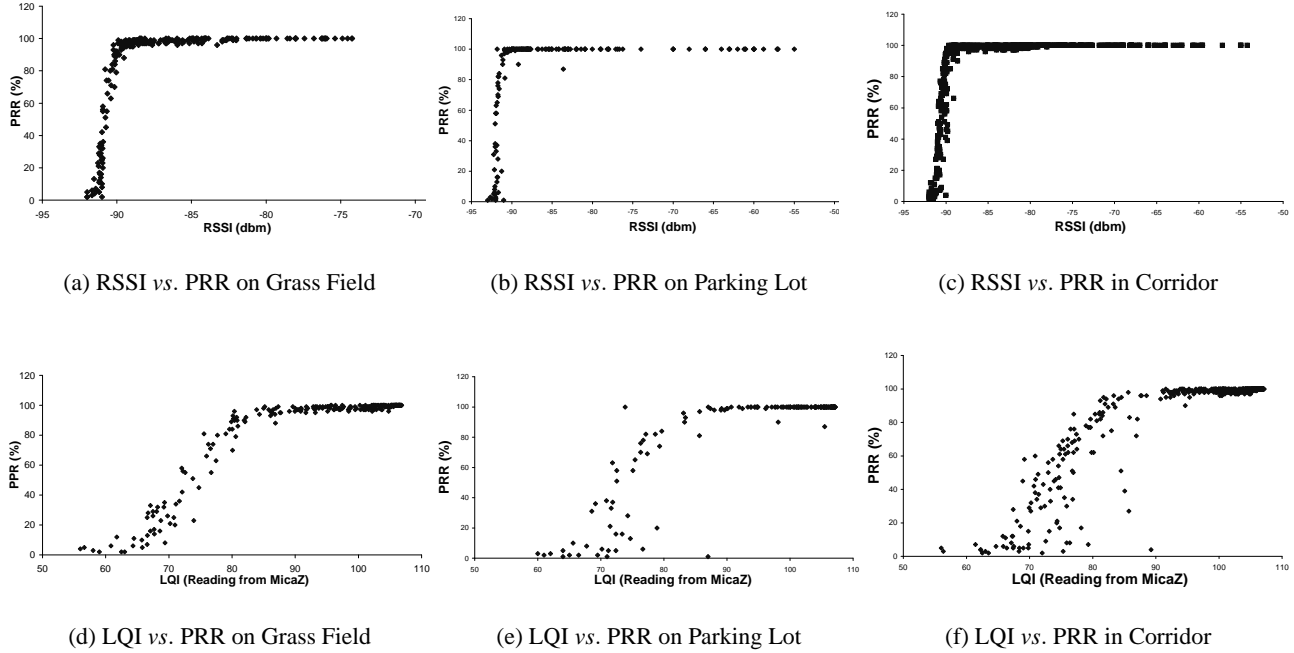 120
100
80
60
40
20
0
PRR (%)
-95 -90 -85 -80 -75 -70
RSSI (dbm)
(a) RSSI vs. PRR on Grass Field
120
100
80
60
40
20
0
PRR (%)
-95 -90 -85 -80 -75 -70 -65 -60 -55 -50
RSSI (dbm)
(b) RSSI vs. PRR on Parking Lot
120
100
80
60
40
20
0
PRR (%)
-95 -85 -75 -65 -55 -50
RSSI (dbm)
(c) RSSI vs. PRR in Corridor
120
100
80
60
40
20
0
PPR (%)
50 60 70 80 90 100 110
LQI (Reading from MicaZ)
(d) LQI vs. PRR on Grass Field
120
100
80
60
40
20
0
PRR (%)
50 60 70 80 90 100 110
LQI (Reading from MicaZ)
(e) LQI vs. PRR on Parking Lot
120
100
80
60
40
20
0
PRR (%)
50 60 70 80 90 100 110
LQI (Reading from MicaZ)
(f) LQI vs. PRR in Corridor